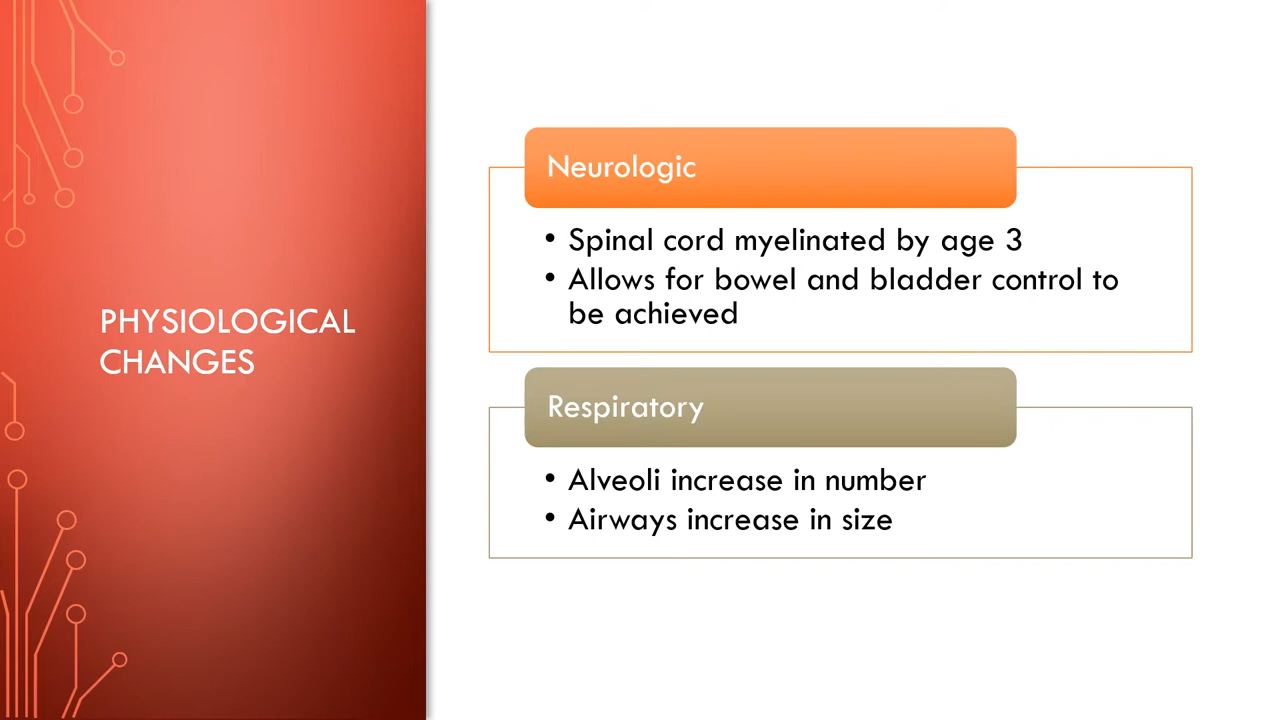 PHYSIOLOGICAL
CHANGES
Neurologic
• Spinal cord myelinated by age 3
• Allows for bowel and bladder control to
be achieved
Respiratory
• Alveoli increase in number
• Airways increase in size